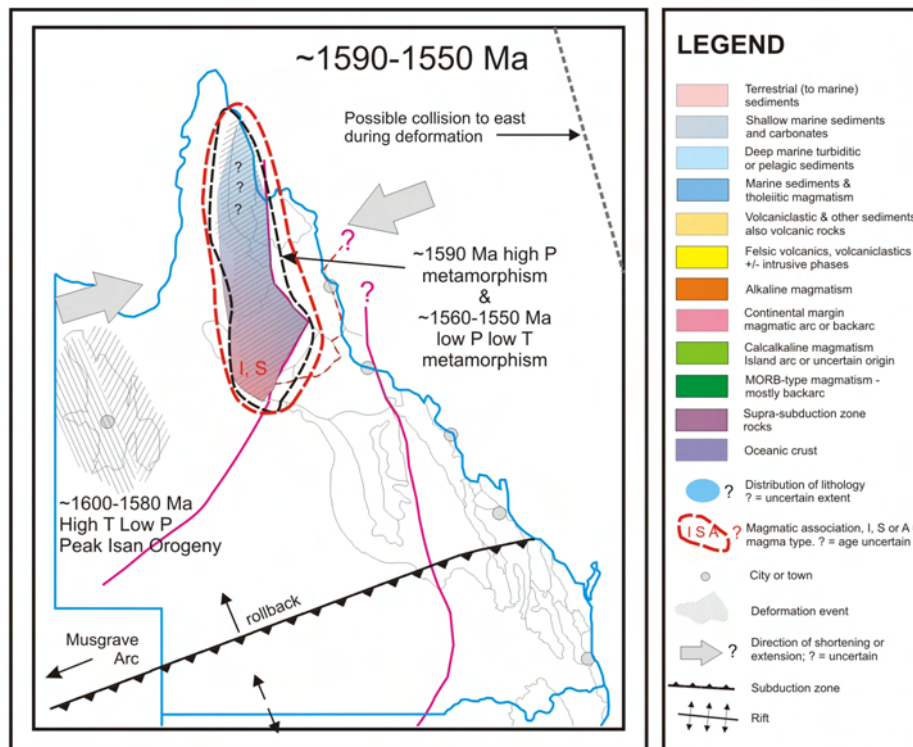 ~1590-1550 Ma
Possible collision to east
during deformation
?
?
?
?
?
~1590 Ma high P
metamorphism
&
~1560-1550 Ma
low P low T
metamorphism
I, S
~1600-1580 Ma
High T Low P
Peak Isan Orogeny
rollback
Musgrave
Arc
LEGEND
Terrestrial (to marine)
sediments
Shallow marine sediments
and carbonates
Deep marine turbiditic
or pelagic sediments
Marine sediments &
tholeiitic magmatism
Volcaniclastic & other sediments
also volcanic rocks
Felsic volcanics, volcaniclastics
+/- intrusive phases
Alkaline magmatism
Continental margin
magmatic arc or backarc
Calcalkaline magmatism
Island arc or uncertain origin
MORB-type magmatism -
mostly backarc
Supra-subduction zone
rocks
Oceanic crust
? Distribution of lithology
? = uncertain extent
I S A ? Magmatic association, I, S or A
magma type. ? = age uncertain
City or town
Deformation event
? Direction of shortening or
extension; ? = uncertain
Subduction zone
Rift